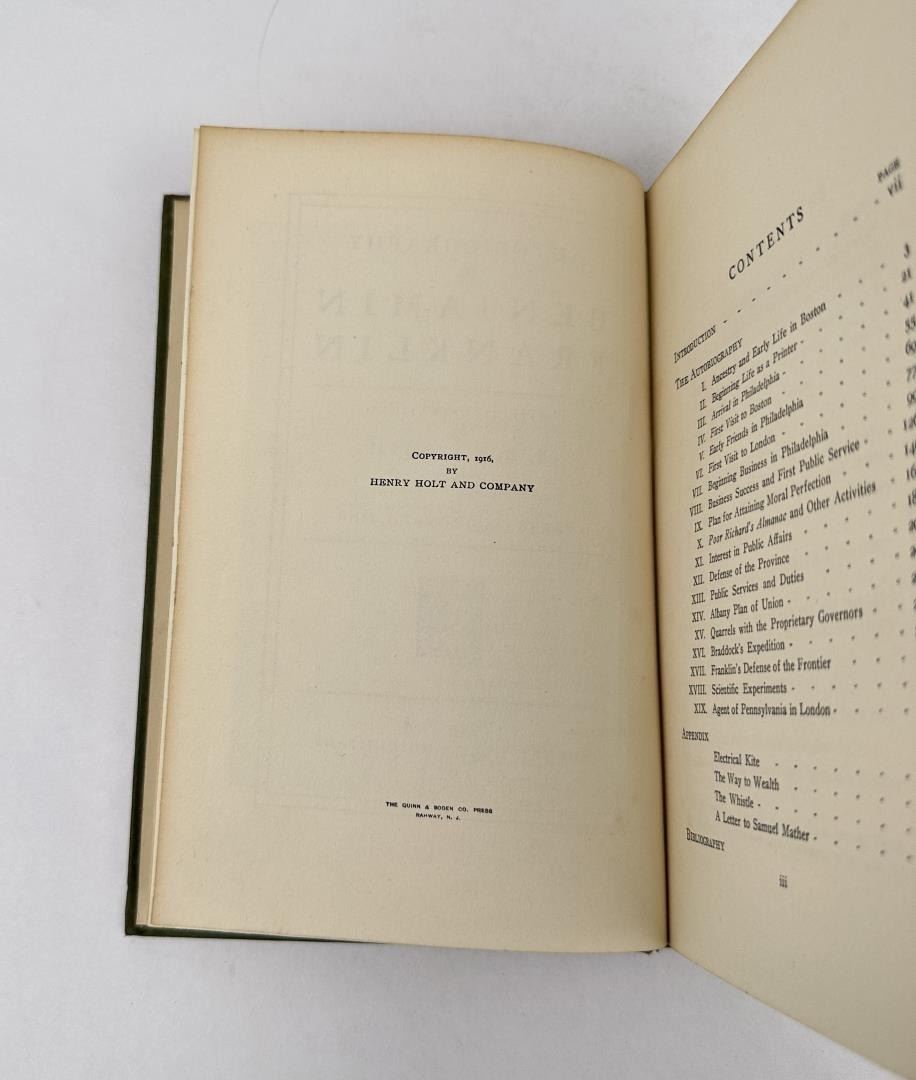 COPYRIGHT, 1916,
BY
HENRY HOLT AND COMPANY
THE QUINN & BODEN CO. PRESS
RAHWAY, N. J.
CONTENTS
PAGE
INTRODUCTION - - - - - - - - vii
THE AUTOBIOGRAPHY
I. Ancestry and Early Life in Boston - - - 3
II. Beginning Life as a Printer - - - - 21
III. Arrival in Philadelphia - - - - - 41
IV. First Visit to Boston - - - - - 55
V. Early Friends in Philadelphia - - - -
VI. First Visit to London - - - - - 77
VII. Beginning Business in Philadelphia - - -
VIII. Business Success and First Public Service - -
IX. Plan for Attaining Moral Perfection - - -
X. Poor Richard's Almanac and Other Activities - -
XI. Interest in Public Affairs - - - - -
XII. Defense of the Province - - - - -
XIII. Public Services and Duties - - - -
XIV. Albany Plan of Union - - - - -
XV. Quarrels with the Proprietary Governors - -
XVI. Braddock's Expedition - - - - -
XVII. Franklin's Defense of the Frontier - - -
XVIII. Scientific Experiments - - - - -
XIX. Agent of Pennsylvania in London - - - -
APPENDIX
Electrical Kite - - - - - -
The Way to Wealth - - - - -
The Whistle - - - - - -
A Letter to Samuel Mather - - - -
BIBLIOGRAPHY
iii